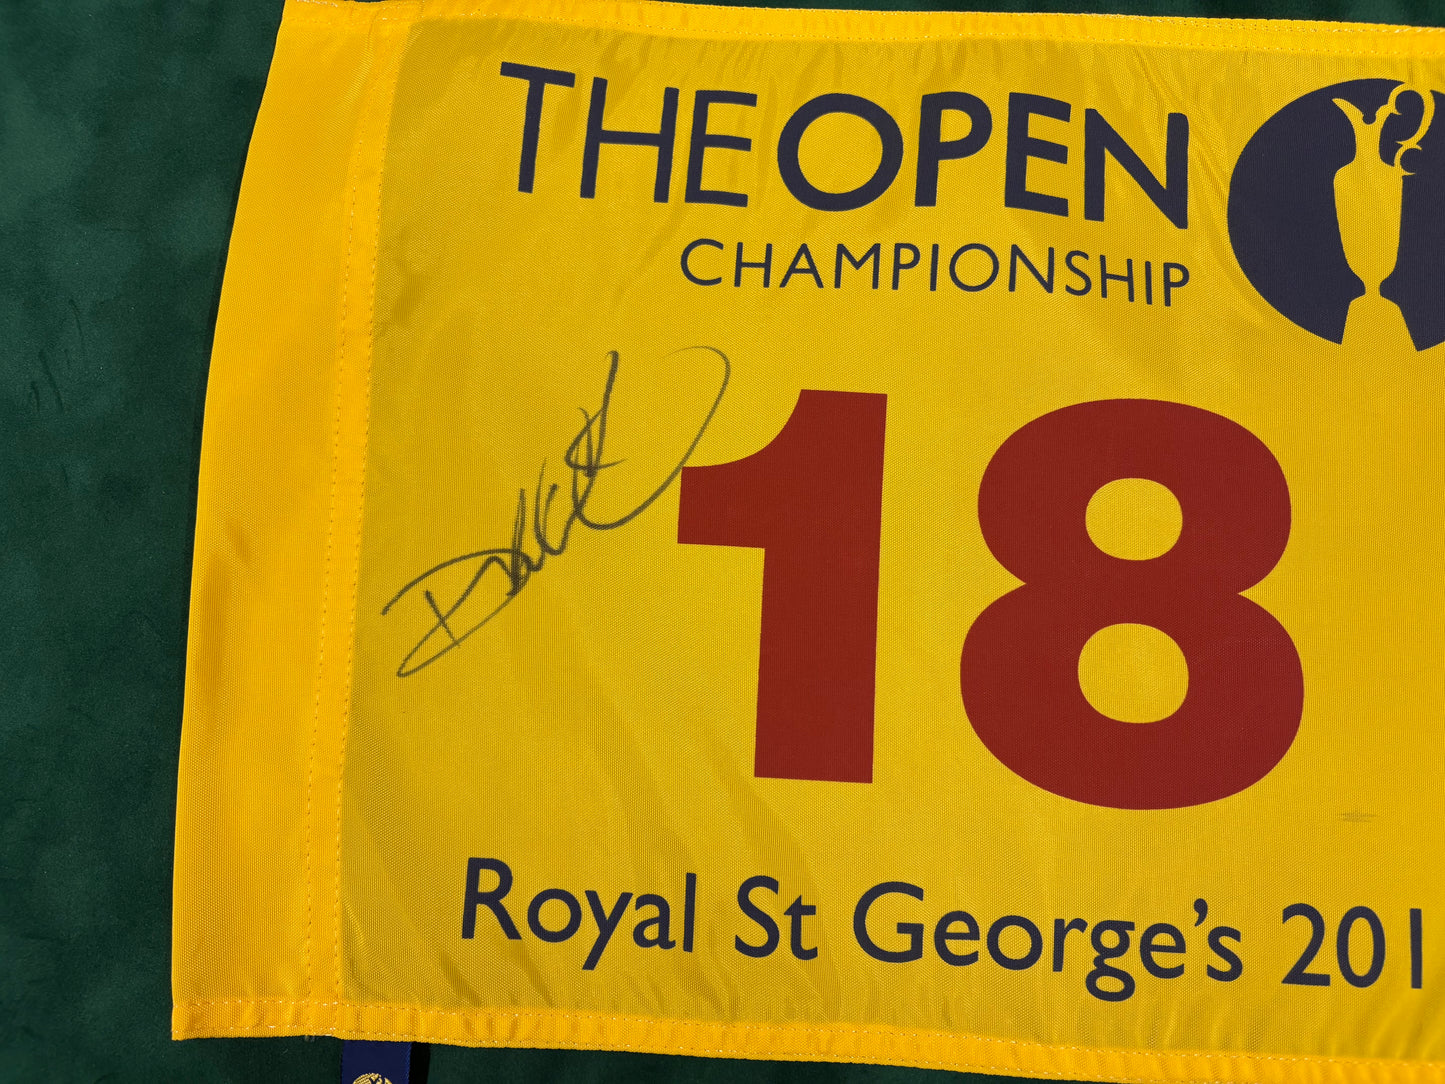 THE OPEN
CHAMPIONSHIP
18
Royal St George's 201